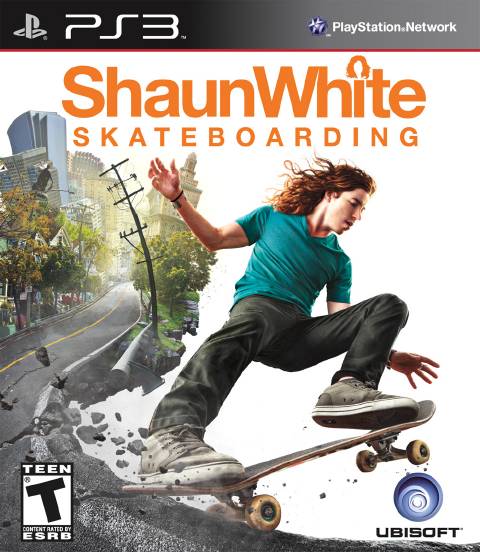 PS3
PlayStation®Network
ShaunWhite
SKATEBOARDING
TEEN
T
CONTENT RATED BY
ESRB
UBISOFT